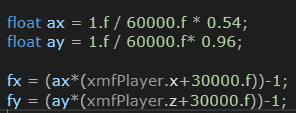 float ax = 1.f / 60000.f * 0.54;
float ay = 1.f / 60000.f* 0.96;
fx = (ax*(xmfPlayer.x+30000.f))-1;
fy = (ay*(xmfPlayer.z+30000.f))-1;